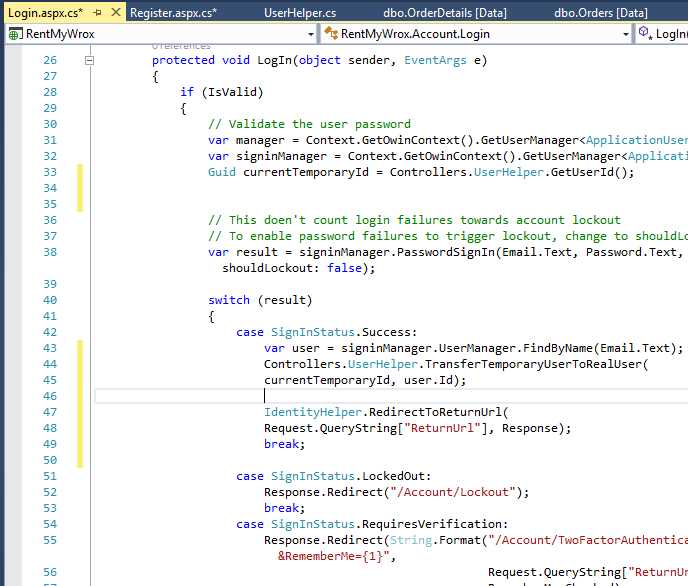 Login.aspx.cs* Register.aspx.cs* UserHelper.cs dbo.OrderDetails [Data] dbo.Orders [Data]
RentMyWrox RentMyWrox.Account.Login LogIn(
0 references
26 protected void LogIn(object sender, EventArgs e)
27 {
28 if (IsValid)
29 {
30 // Validate the user password
31 var manager = Context.GetOwinContext().GetUserManager<ApplicationUser
32 var signinManager = Context.GetOwinContext().GetUserManager<Applicati
33 Guid currentTemporaryId = Controllers.UserHelper.GetUserId();
34
35
36 // This doen't count login failures towards account lockout
37 // To enable password failures to trigger lockout, change to shouldLo
38 var result = signinManager.PasswordSignIn(Email.Text, Password.Text,
shouldLockout: false);
39
40 switch (result)
41 {
42 case SignInStatus.Success:
43 var user = signinManager.UserManager.FindByName(Email.Text);
44 Controllers.UserHelper.TransferTemporaryUserToRealUser(
45 currentTemporaryId, user.Id);
46
47 IdentityHelper.RedirectToReturnUrl(
48 Request.QueryString["ReturnUrl"], Response);
49 break;
50
51 case SignInStatus.LockedOut:
52 Response.Redirect("/Account/Lockout");
53 break;
54 case SignInStatus.RequiresVerification:
55 Response.Redirect(String.Format("/Account/TwoFactorAuthentica
&RememberMe={1}",
56 Request.QueryString["ReturnU